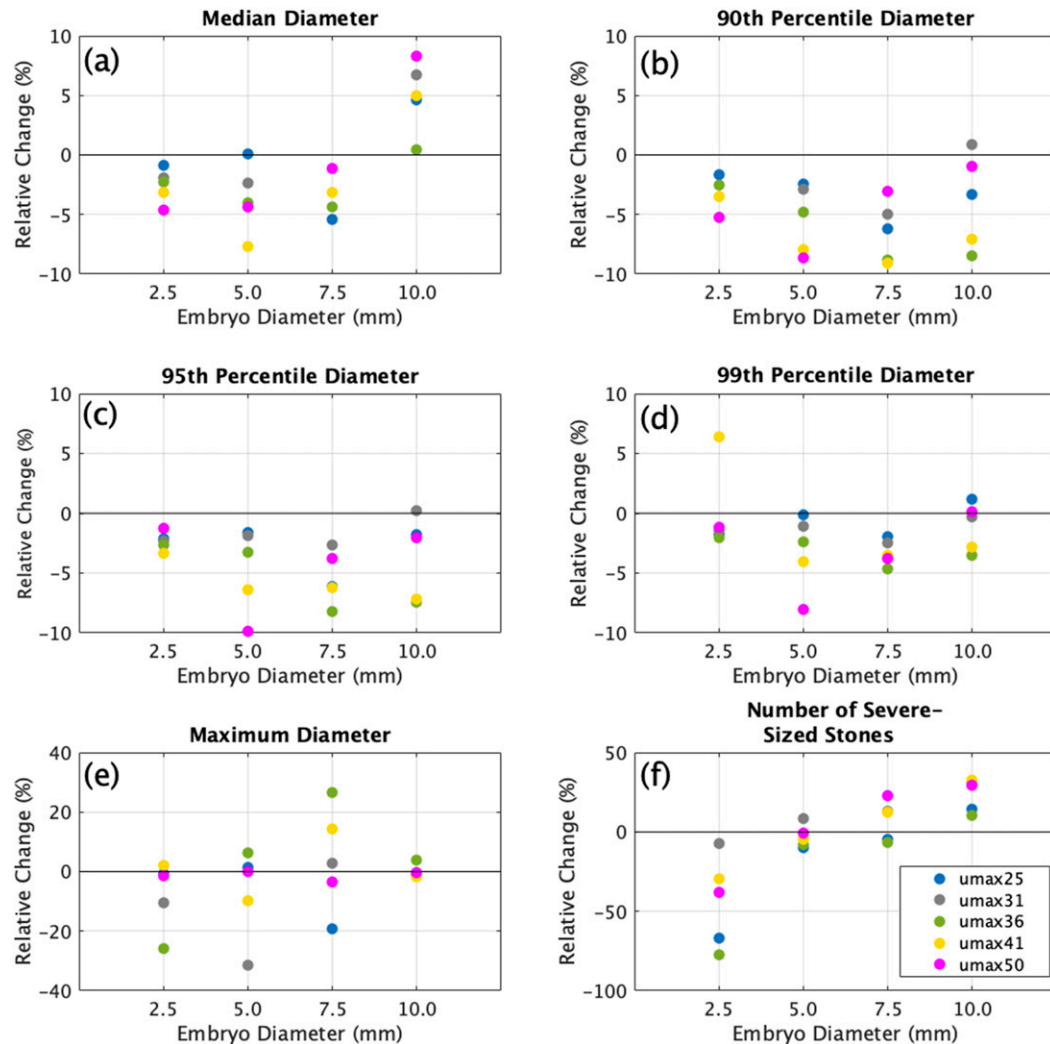 Median Diameter
(a)
Relative Change (%)
10
5
0
−5
−10
2.5 5.0 7.5 10.0
Embryo Diameter (mm)
90th Percentile Diameter
(b)
Relative Change (%)
10
5
0
−5
−10
2.5 5.0 7.5 10.0
Embryo Diameter (mm)
95th Percentile Diameter
(c)
Relative Change (%)
10
5
0
−5
−10
2.5 5.0 7.5 10.0
Embryo Diameter (mm)
99th Percentile Diameter
(d)
Relative Change (%)
10
5
0
−5
−10
2.5 5.0 7.5 10.0
Embryo Diameter (mm)
Maximum Diameter
(e)
Relative Change (%)
40
20
0
−20
−40
2.5 5.0 7.5 10.0
Embryo Diameter (mm)
Number of Severe-
Sized Stones
(f)
Relative Change (%)
50
0
−50
−100
2.5 5.0 7.5 10.0
Embryo Diameter (mm)
umax25
umax31
umax36
umax41
umax50